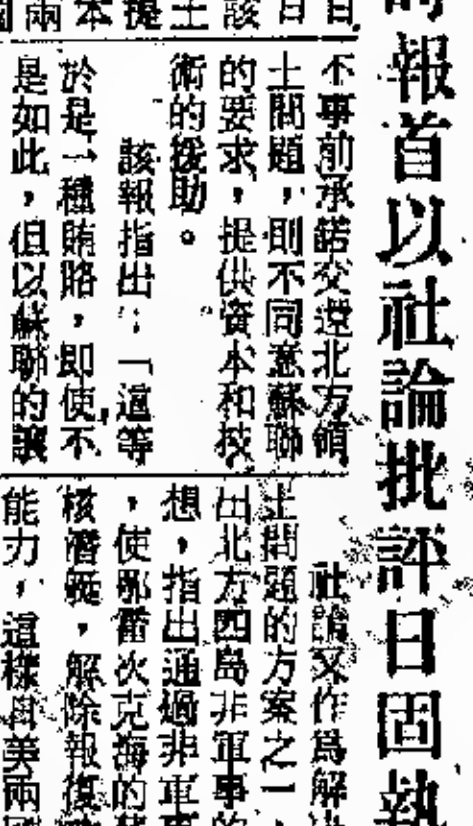 報首以社論批評日固執
不事前承諾交還北方領
土問題，則不同意蘇聯
的要求，提供資本和技
術的援助。
該報指出：「這等
於是一種賄賂，即使不
是如此，但以蘇聯的讓
社論又作爲解決
土問題的方案之一，
出北方四島非軍事的
想，指出通過非軍事
，使鄂霍次克海的
核潛艇，解除報復
能力，這樣日美兩國